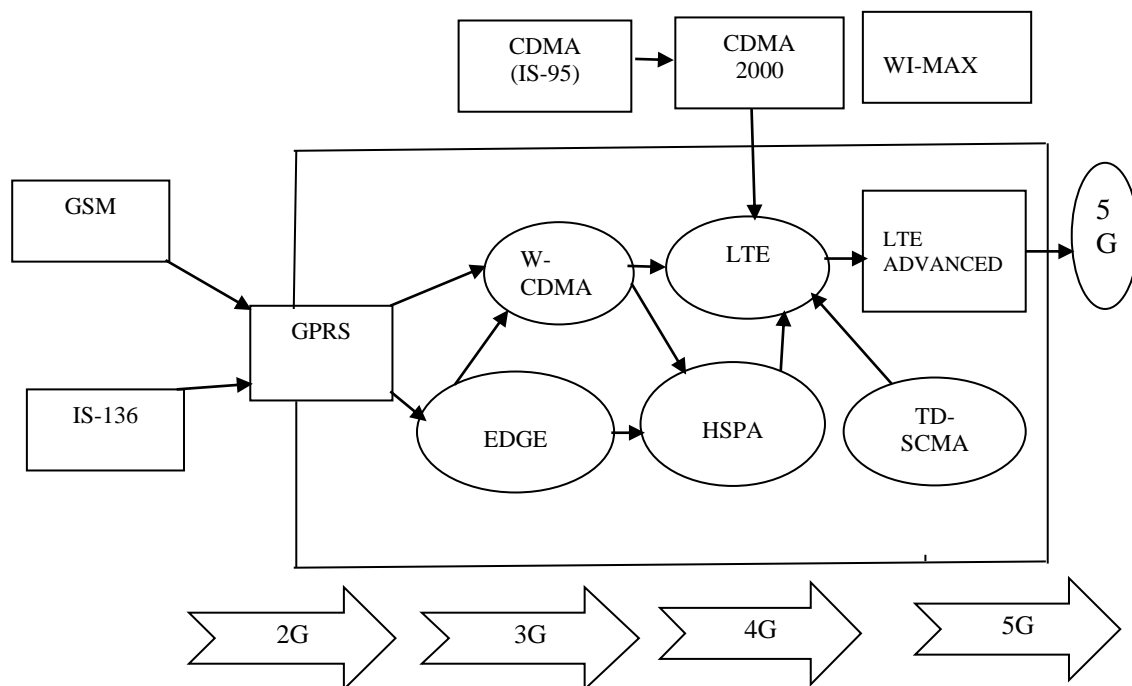 CDMA
(IS-95)
CDMA
2000
WI-MAX
GSM
W-
CDMA
LTE
LTE
ADVANCED
5
G
GPRS
IS-136
EDGE
HSPA
TD-
SCMA
2G
3G
4G
5G